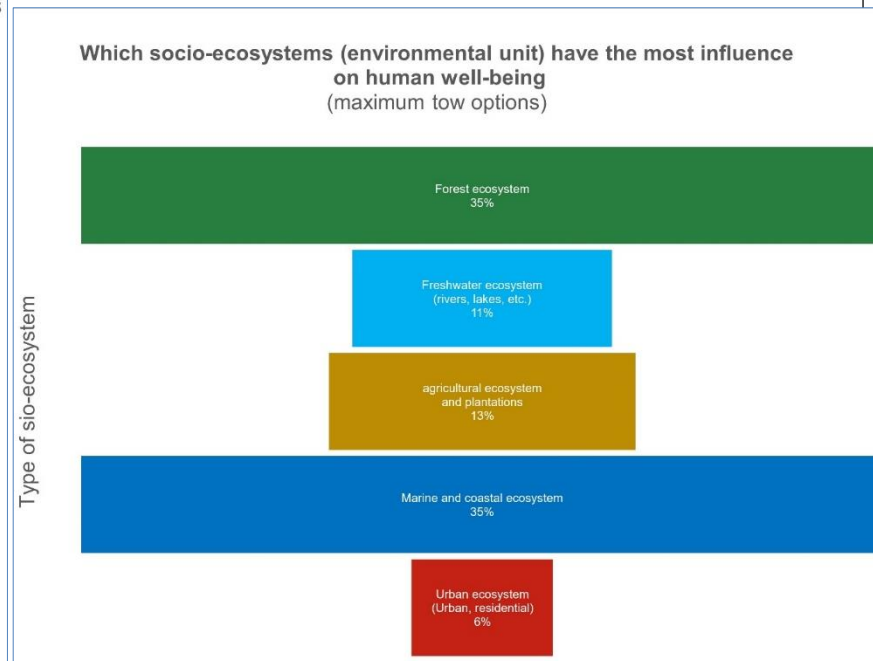 Which socio-ecosystems (environmental unit) have the most influence
on human well-being
(maximum tow options)
Type of sio-ecosystem
Forest ecosystem
35%
Freshwater ecosystem
(rivers, lakes, etc.)
11%
agricultural ecosystem
and plantations
13%
Marine and coastal ecosystem
35%
Urban ecosystem
(Urban, residential)
6%